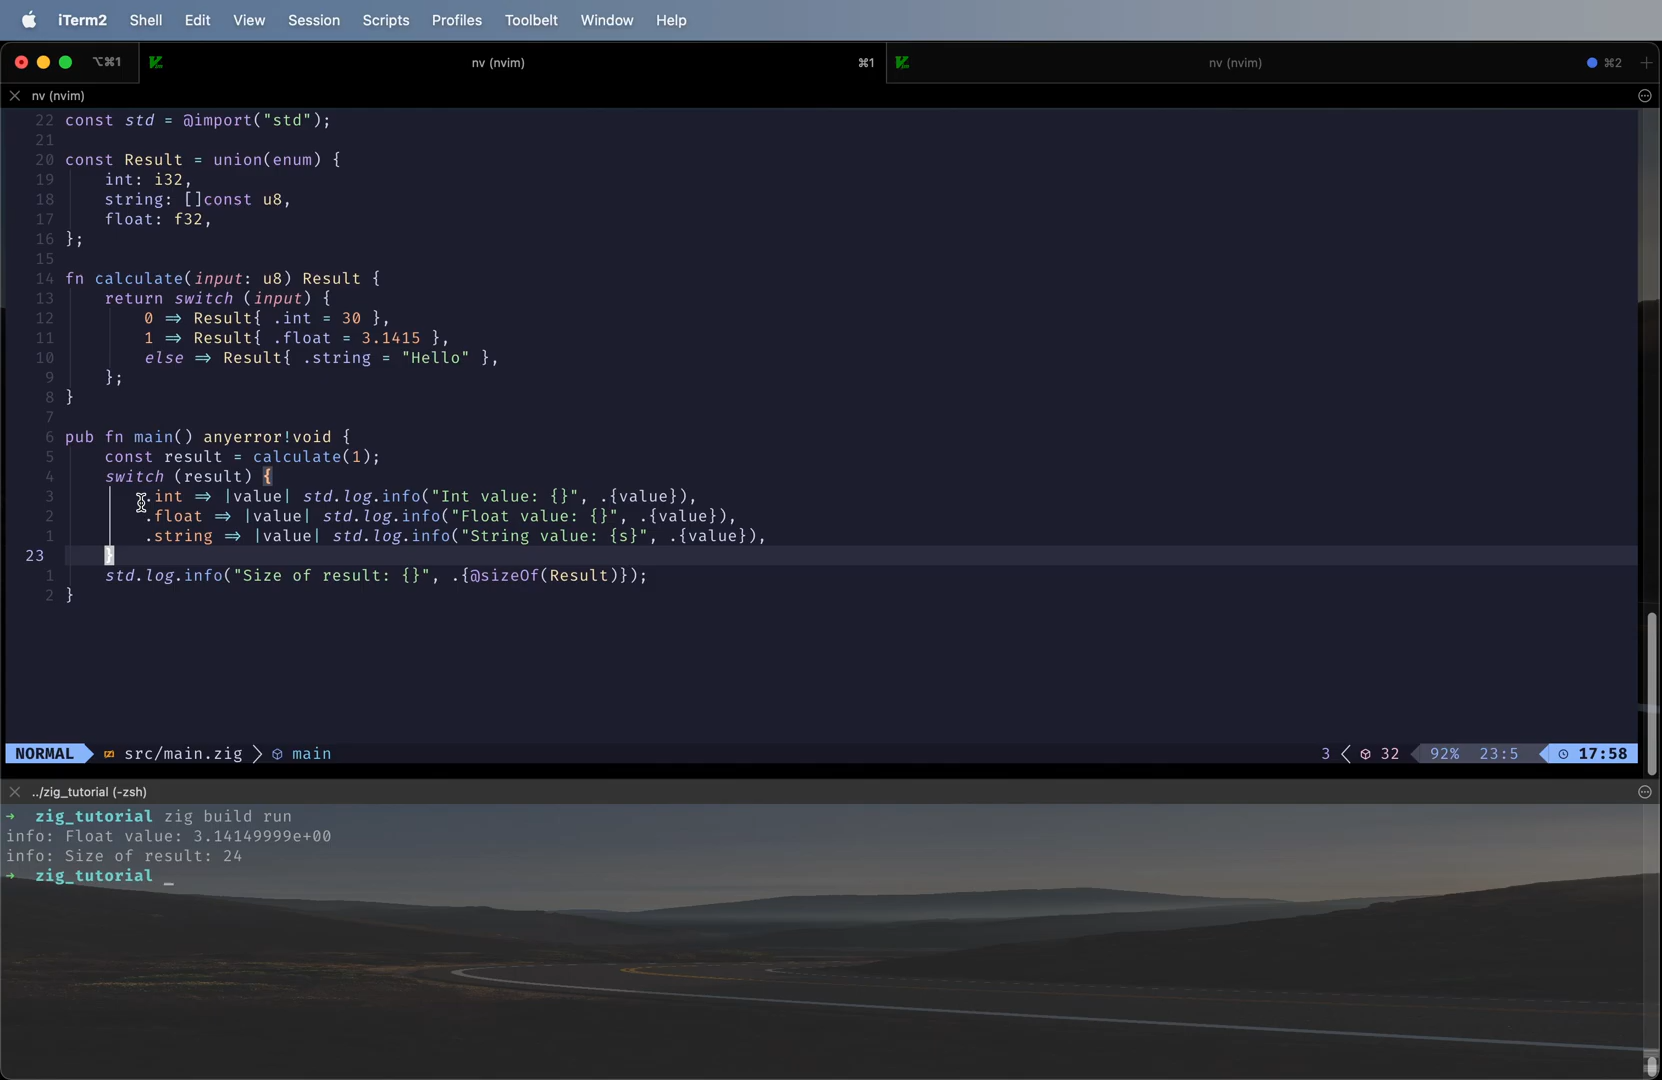 iTerm2 Shell Edit View Session Scripts Profiles Toolbelt Window Help
⌥⌘1 nv (nvim) ⌘1 nv (nvim) ⌘2 +
nv (nvim)
22 const std = @import("std");
21
20 const Result = union(enum) {
19 int: i32,
18 string: []const u8,
17 float: f32,
16 };
15
14 fn calculate(input: u8) Result {
13 return switch (input) {
12 0 => Result{ .int = 30 },
11 1 => Result{ .float = 3.1415 },
10 else => Result{ .string = "Hello" },
9 };
8 }
7
6 pub fn main() anyerror!void {
5 const result = calculate(1);
4 switch (result) {
3 .int => |value| std.log.info("Int value: {}", .{value}),
2 .float => |value| std.log.info("Float value: {}", .{value}),
1 .string => |value| std.log.info("String value: {s}", .{value}),
23 }
1 std.log.info("Size of result: {}", .{@sizeOf(Result)});
2 }
NORMAL src/main.zig main 3 32 92% 23:5 17:58
../zig_tutorial (-zsh)
→ zig_tutorial zig build run
info: Float value: 3.14149999e+00
info: Size of result: 24
→ zig_tutorial _